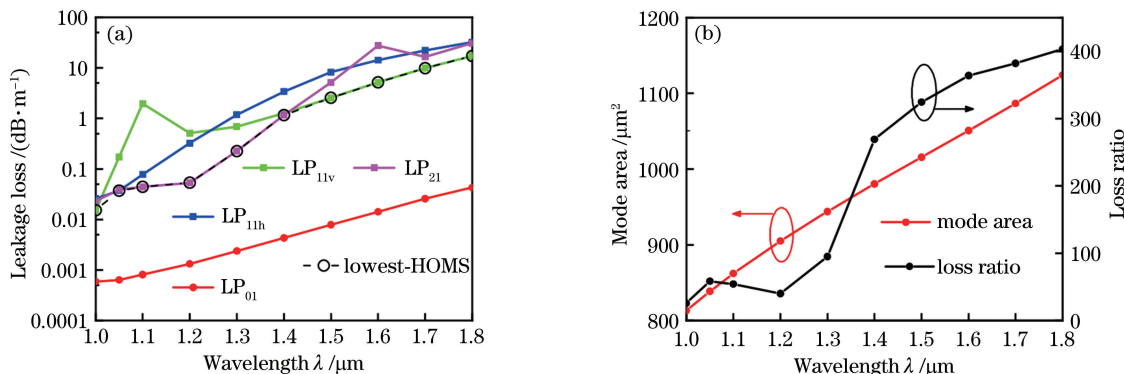 (a)
Leakage loss /(dB·m⁻¹)
100
10
1
0.1
0.01
0.001
0.0001
LP11v
LP21
LP11h
lowest-HOMS
LP01
1.0 1.1 1.2 1.3 1.4 1.5 1.6 1.7 1.8
Wavelength λ /μm
(b)
Mode area /μm²
1200
1100
1000
900
800
400
300
200
100
0
Loss ratio
mode area
loss ratio
1.0 1.1 1.2 1.3 1.4 1.5 1.6 1.7 1.8
Wavelength λ /μm